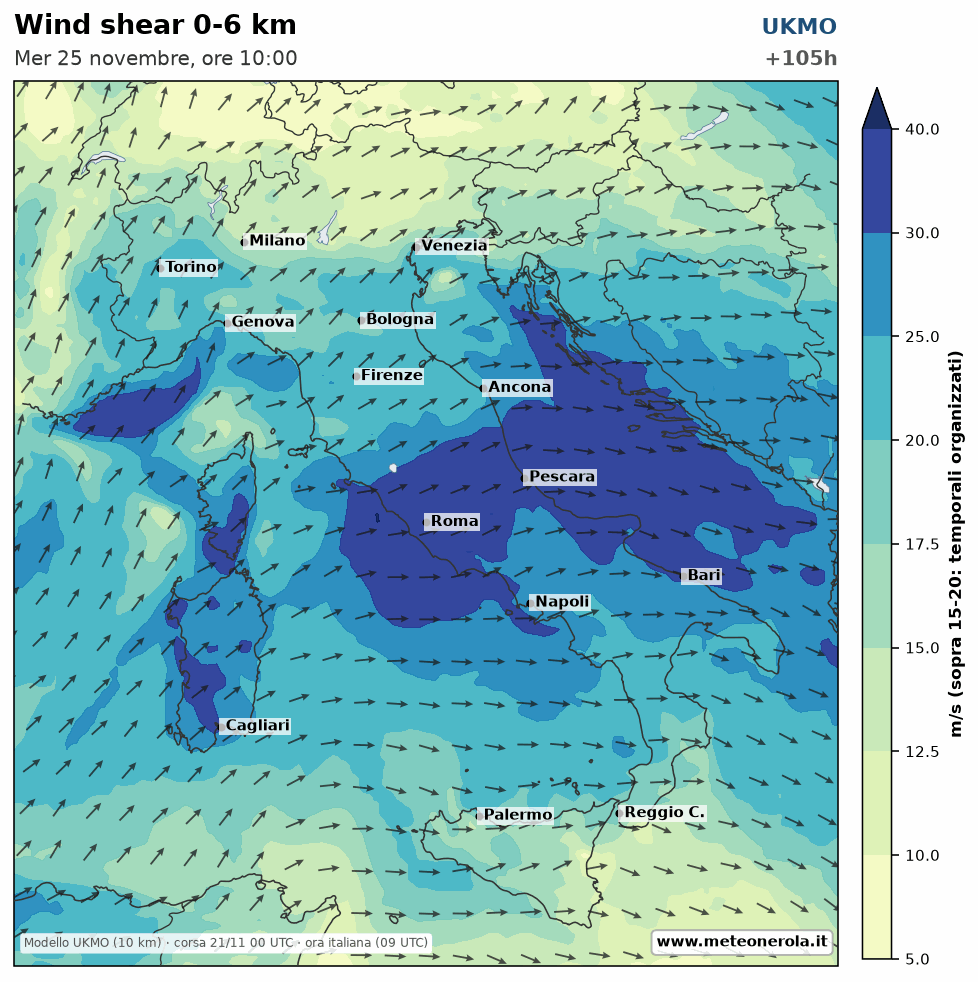 Wind shear 0-6 km
UKMO
Mer 25 novembre, ore 10:00
+105h
Milano
Venezia
Torino
Genova
Bologna
Firenze
Ancona
Pescara
Roma
Bari
Napoli
Cagliari
Palermo
Reggio C.
40.0
30.0
25.0
20.0
17.5
15.0
12.5
10.0
5.0
m/s (sopra 15-20: temporali organizzati)
Modello UKMO (10 km) · corsa 21/11 00 UTC · ora italiana (09 UTC)
www.meteonerola.it